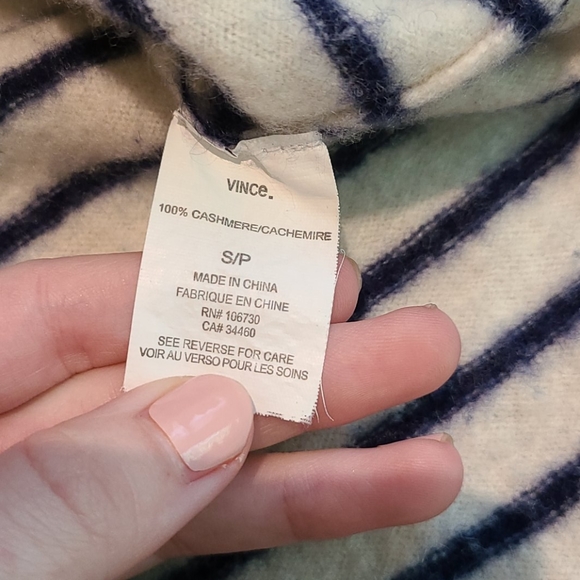 VINCe.
100% CASHMERE/CACHEMIRE
S/P
MADE IN CHINA
FABRIQUE EN CHINE
RN# 106730
CA# 34460
SEE REVERSE FOR CARE
VOIR AU VERSO POUR LES SOINS